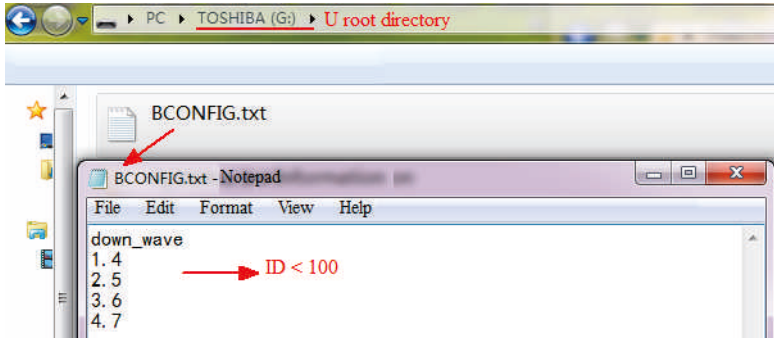 PC TOSHIBA (G:) U root directory
BCONFIG.txt
BCONFIG.txt - Notepad
File Edit Format View Help
down_wave
1. 4
2. 5
3. 6
4. 7
ID < 100